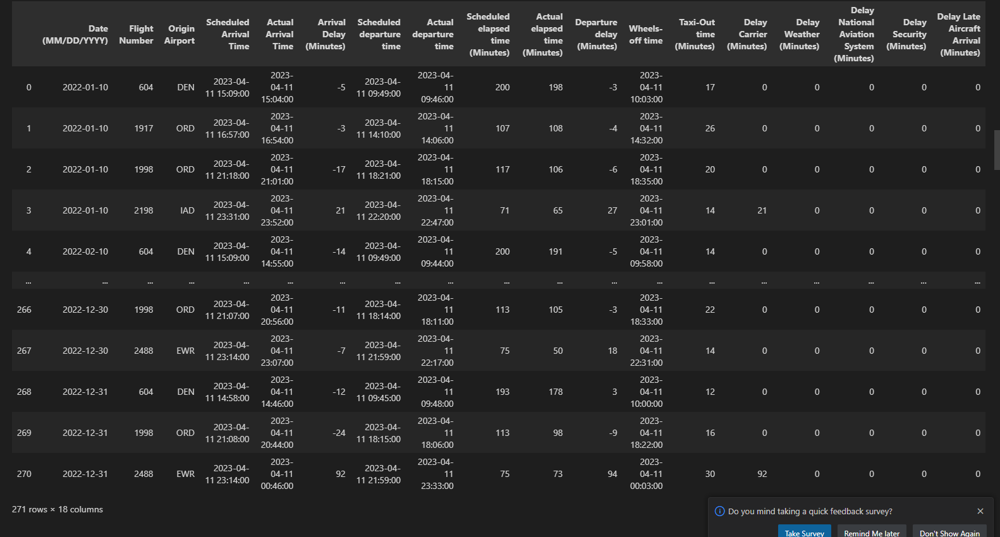 Date (MM/DD/YYYY) Flight Number Origin Airport Scheduled Arrival Time Actual Arrival Time Arrival Delay (Minutes) Scheduled departure time Actual departure time Scheduled elapsed time (Minutes) Actual elapsed time (Minutes) Departure delay (Minutes) Wheels-off time Taxi-Out time (Minutes) Delay Carrier (Minutes) Delay Weather (Minutes) Delay National Aviation System (Minutes) Delay Security (Minutes) Delay Late Aircraft Arrival (Minutes)
0 2022-01-10 604 DEN 2023-04-11 15:09:00 2023-04-11 15:04:00 -5 2023-04-11 09:49:00 2023-04-11 09:46:00 200 198 -3 2023-04-11 10:03:00 17 0 0 0 0 0
1 2022-01-10 1917 ORD 2023-04-11 16:57:00 2023-04-11 16:54:00 -3 2023-04-11 14:10:00 2023-04-11 14:06:00 107 108 -4 2023-04-11 14:32:00 26 0 0 0 0 0
2 2022-01-10 1998 ORD 2023-04-11 21:18:00 2023-04-11 21:01:00 -17 2023-04-11 18:21:00 2023-04-11 18:15:00 117 106 -6 2023-04-11 18:35:00 20 0 0 0 0 0
3 2022-01-10 2198 IAD 2023-04-11 23:31:00 2023-04-11 23:52:00 21 2023-04-11 22:20:00 2023-04-11 22:47:00 71 65 27 2023-04-11 23:01:00 14 21 0 0 0 0
4 2022-02-10 604 DEN 2023-04-11 15:09:00 2023-04-11 14:55:00 -14 2023-04-11 09:49:00 2023-04-11 09:44:00 200 191 -5 2023-04-11 09:58:00 14 0 0 0 0 0
... ... ... ... ... ... ... ... ... ... ... ... ... ... ... ... ... ... ...
266 2022-12-30 1998 ORD 2023-04-11 21:07:00 2023-04-11 20:56:00 -11 2023-04-11 18:14:00 2023-04-11 18:11:00 113 105 -3 2023-04-11 18:33:00 22 0 0 0 0 0
267 2022-12-30 2488 EWR 2023-04-11 23:14:00 2023-04-11 23:07:00 -7 2023-04-11 21:59:00 2023-04-11 22:17:00 75 50 18 2023-04-11 22:31:00 14 0 0 0 0 0
268 2022-12-31 604 DEN 2023-04-11 14:58:00 2023-04-11 14:46:00 -12 2023-04-11 09:45:00 2023-04-11 09:48:00 193 178 3 2023-04-11 10:00:00 12 0 0 0 0 0
269 2022-12-31 1998 ORD 2023-04-11 21:08:00 2023-04-11 20:44:00 -24 2023-04-11 18:15:00 2023-04-11 18:06:00 113 98 -9 2023-04-11 18:22:00 16 0 0 0 0 0
270 2022-12-31 2488 EWR 2023-04-11 23:14:00 2023-04-11 00:46:00 92 2023-04-11 21:59:00 2023-04-11 23:33:00 75 73 94 2023-04-11 00:03:00 30 92 0 0 0 0
271 rows × 18 columns
Do you mind taking a quick feedback survey?
Take Survey Remind Me later Don't Show Again